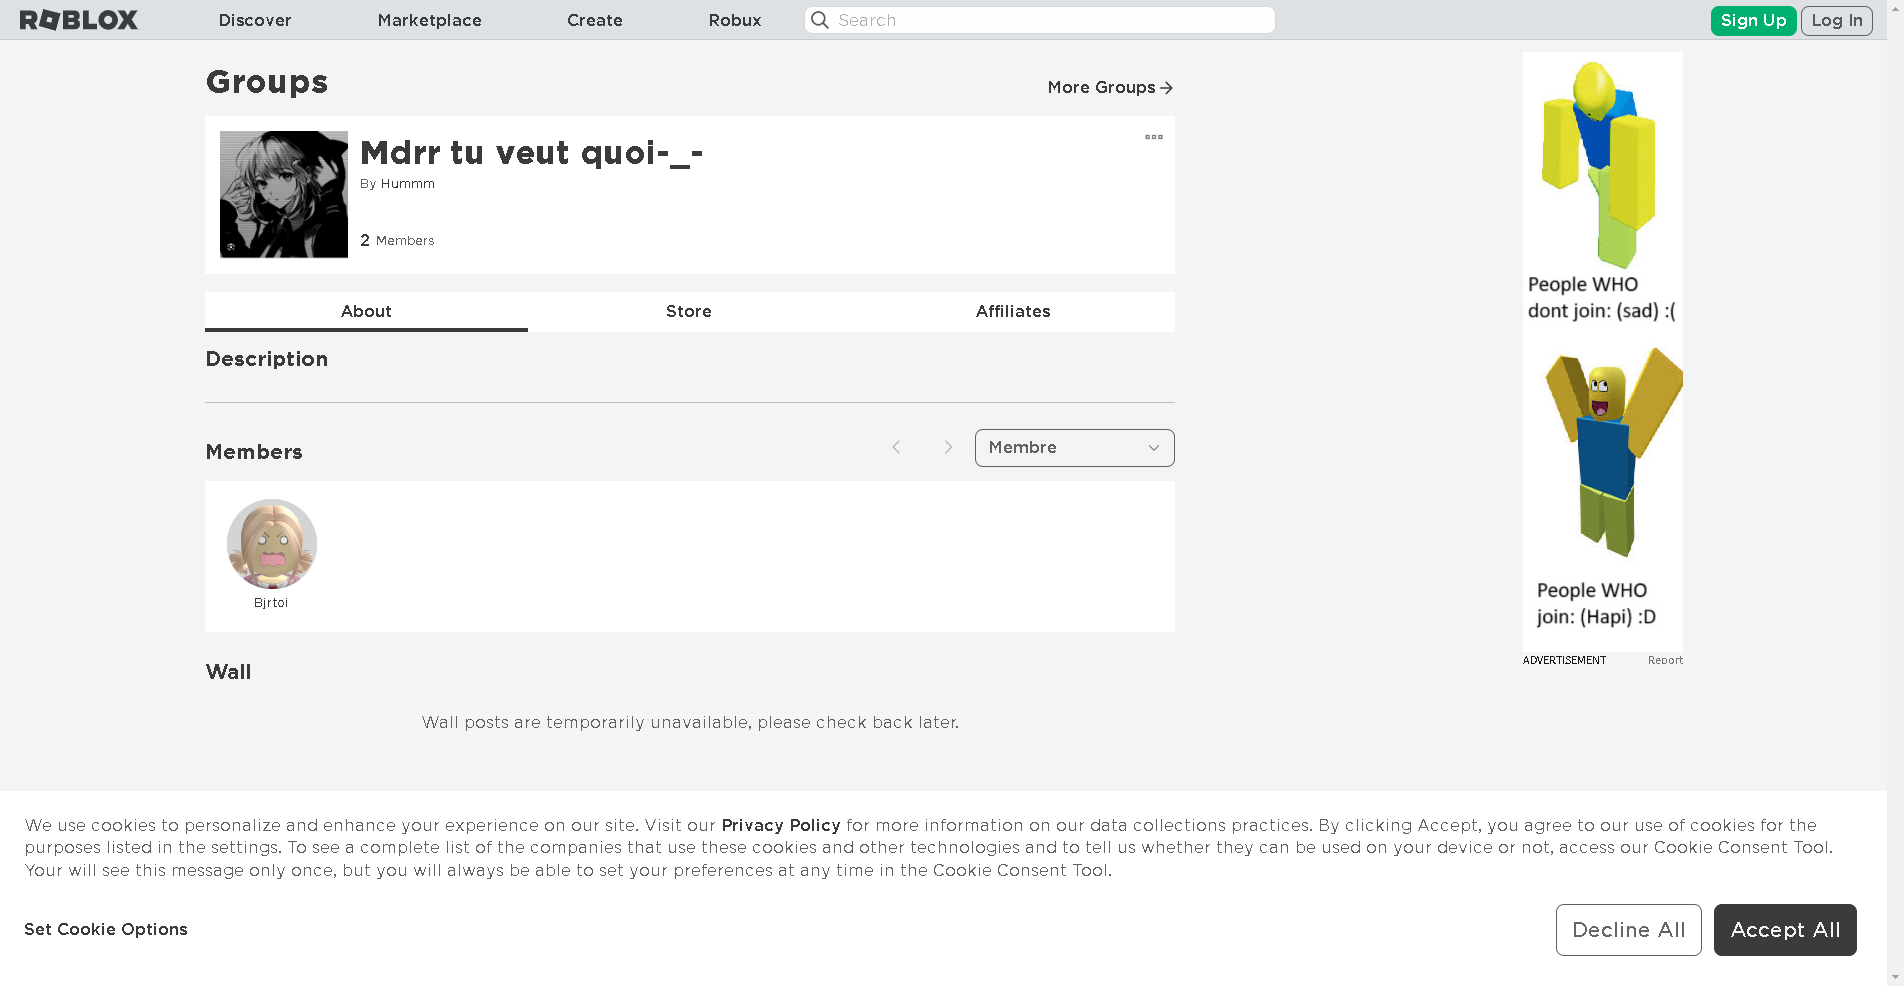 ROBLOX
Discover
Marketplace
Create
Robux
Search
Sign Up
Log In
Groups
More Groups
Mdrr tu veut quoi-_-
By Hummm
2 Members
About
Store
Affiliates
Description
Members
Membre
Bjrtoi
Wall
Wall posts are temporarily unavailable, please check back later.
People WHO
dont join: (sad) :(
People WHO
join: (Hapi) :D
ADVERTISEMENT
Report
We use cookies to personalize and enhance your experience on our site. Visit our Privacy Policy for more information on our data collections practices. By clicking Accept, you agree to our use of cookies for the
purposes listed in the settings. To see a complete list of the companies that use these cookies and other technologies and to tell us whether they can be used on your device or not, access our Cookie Consent Tool.
Your will see this message only once, but you will always be able to set your preferences at any time in the Cookie Consent Tool.
Set Cookie Options
Decline All
Accept All